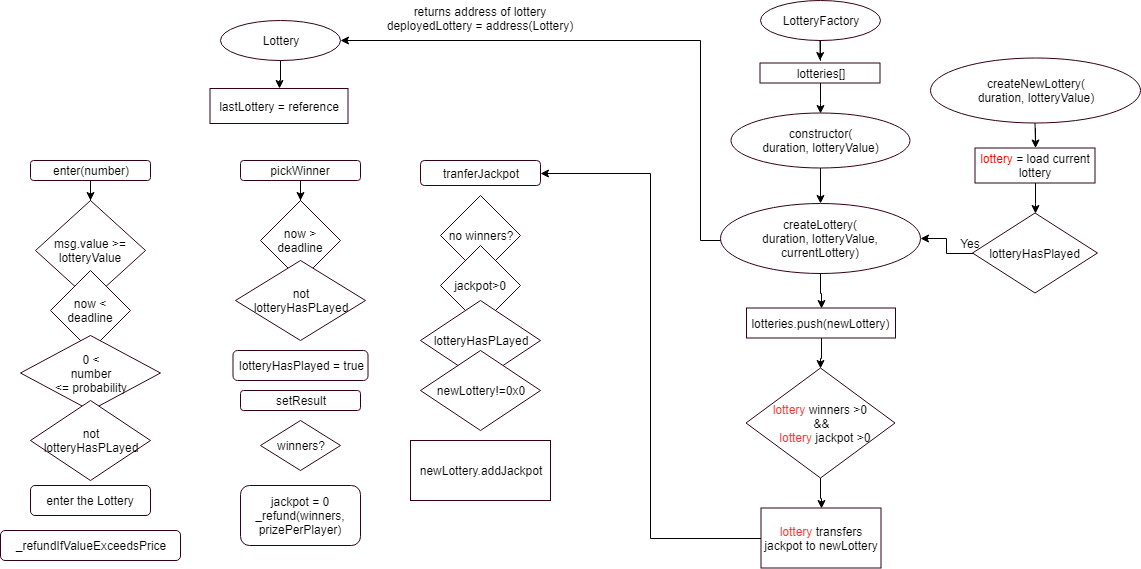 returns address of lottery
deployedLottery = address(Lottery)
Lottery
lastLottery = reference
LotteryFactory
lotteries[]
constructor(
duration, lotteryValue)
createNewLottery(
duration, lotteryValue)
lottery = load current
lottery
lotteryHasPlayed
Yes
createLottery(
duration, lotteryValue,
currentLottery)
lotteries.push(newLottery)
lottery winners >0
&&
lottery jackpot >0
lottery transfers
jackpot to newLottery
enter(number)
msg.value >=
lotteryValue
now <
deadline
0 <
number
<= probability
not
lotteryHasPLayed
enter the Lottery
_refundIfValueExceedsPrice
pickWinner
now >
deadline
not
lotteryHasPLayed
lotteryHasPlayed = true
setResult
winners?
jackpot = 0
_refund(winners,
prizePerPlayer)
tranferJackpot
no winners?
jackpot>0
lotteryHasPLayed
newLottery!=0x0
newLottery.addJackpot